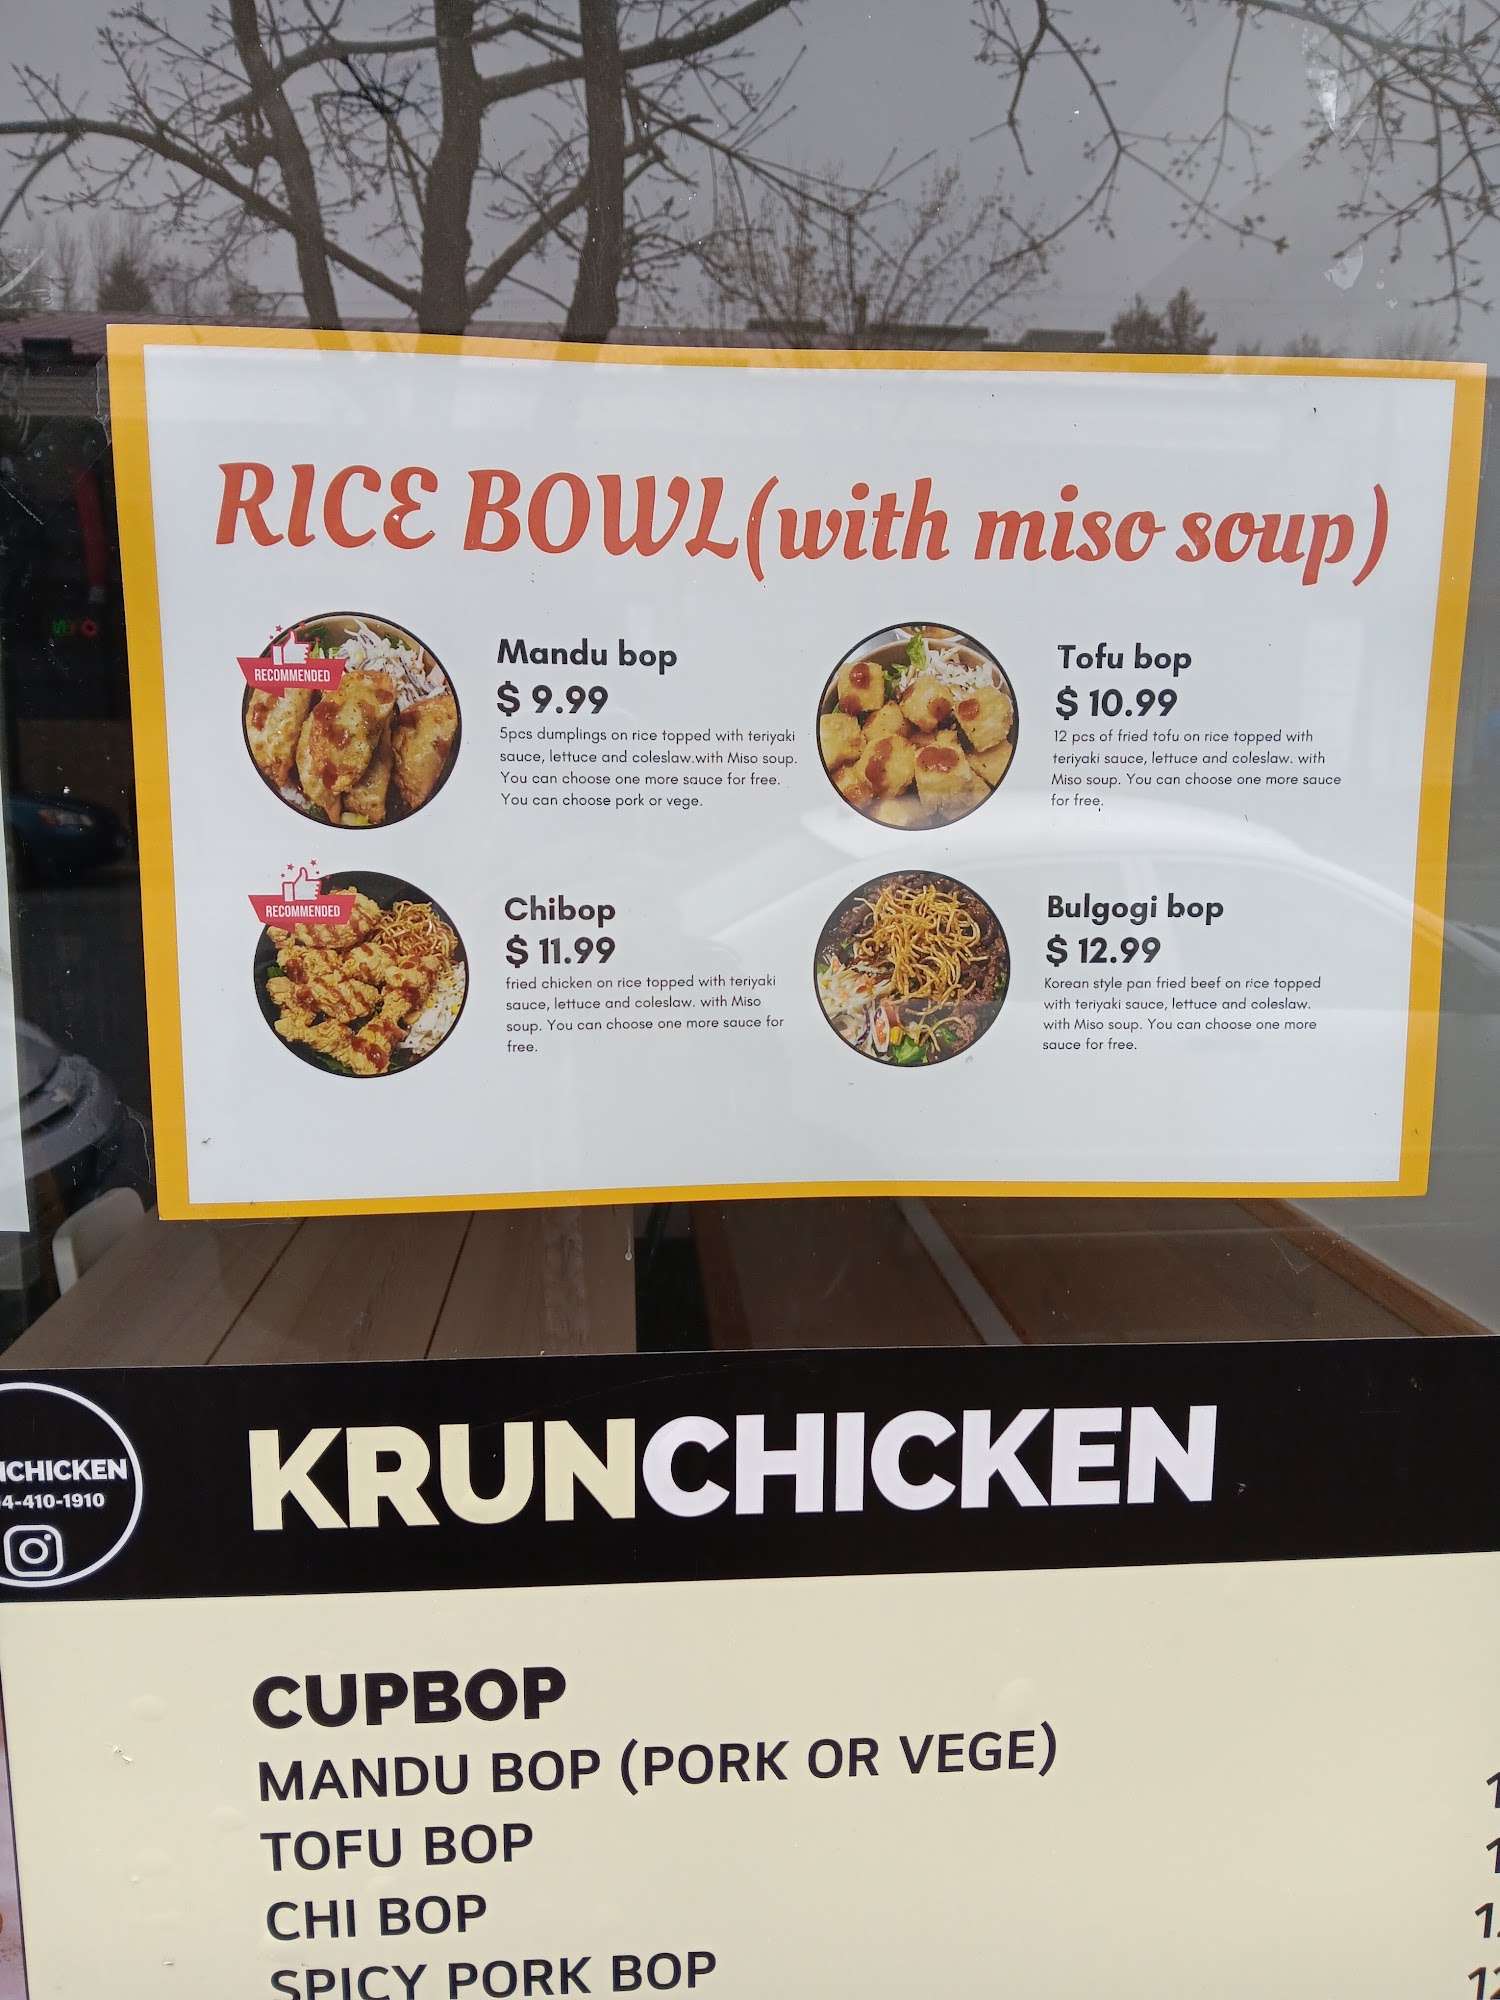 RICE BOWL(with miso soup)
RECOMMENDED
Mandu bop
$ 9.99
5pcs dumplings on rice topped with teriyaki
sauce, lettuce and coleslaw.with Miso soup.
You can choose one more sauce for free.
You can choose pork or vege.
Tofu bop
$ 10.99
12 pcs of fried tofu on rice topped with
teriyaki sauce, lettuce and coleslaw. with
Miso soup. You can choose one more sauce
for free.
RECOMMENDED
Chibop
$ 11.99
fried chicken on rice topped with teriyaki
sauce, lettuce and coleslaw. with Miso
soup. You can choose one more sauce for
free.
Bulgogi bop
$ 12.99
Korean style pan fried beef on rice topped
with teriyaki sauce, lettuce and coleslaw.
with Miso soup. You can choose one more
sauce for free.
CHICKEN
4-410-1910
KRUNCHICKEN
CUPBOP
MANDU BOP (PORK OR VEGE)
TOFU BOP
CHI BOP
SPICY PORK BOP